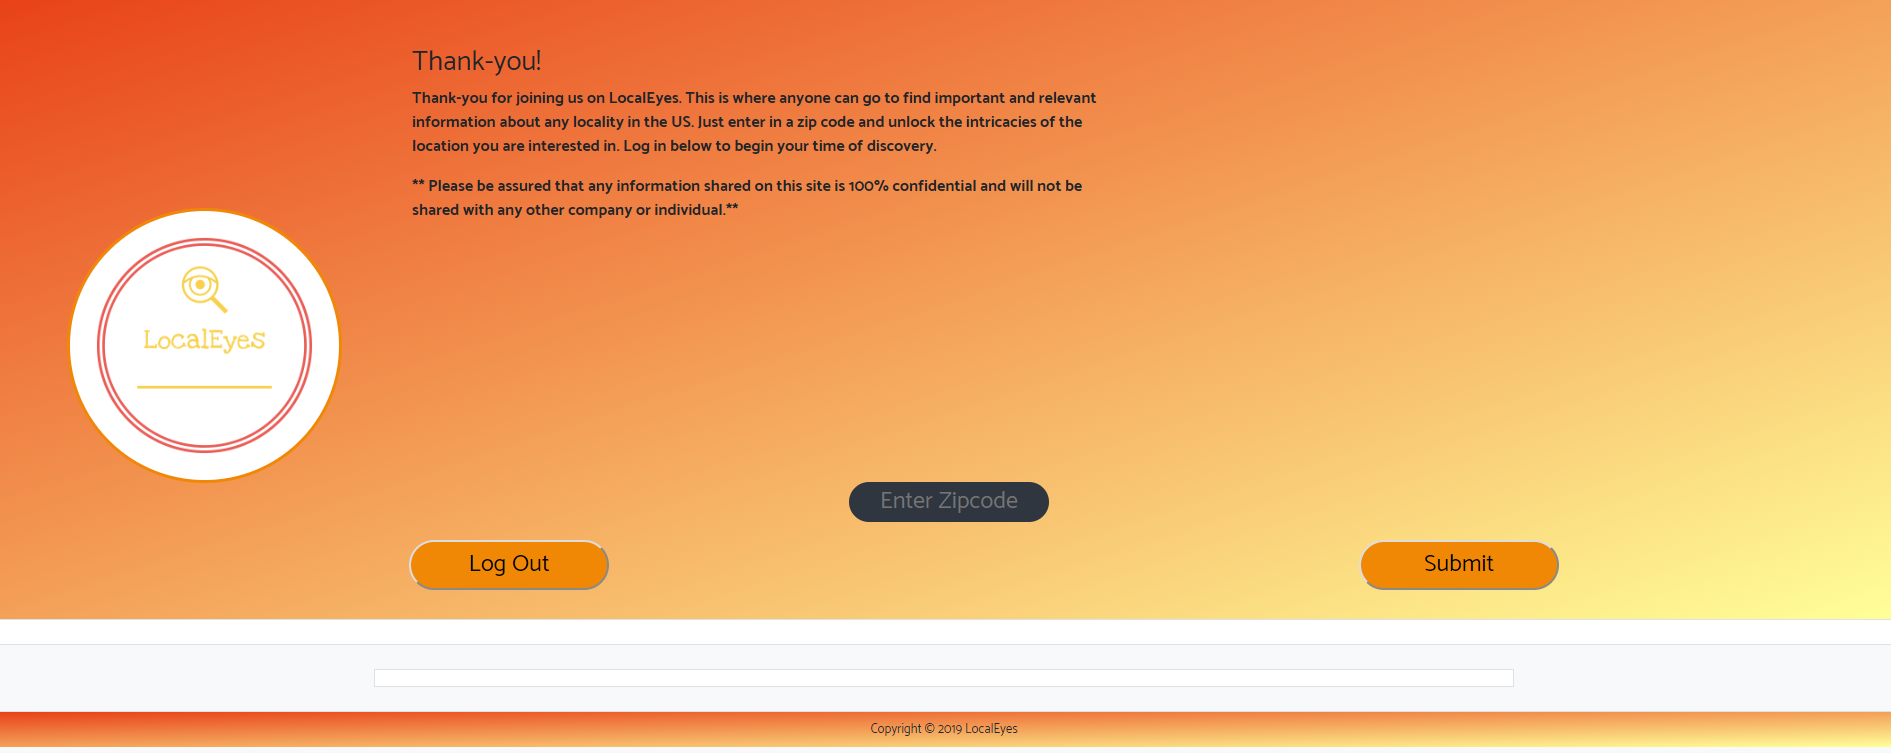 Thank-you!
Thank-you for joining us on LocalEyes. This is where anyone can go to find important and relevant
information about any locality in the US. Just enter in a zip code and unlock the intricacies of the
location you are interested in. Log in below to begin your time of discovery.
** Please be assured that any information shared on this site is 100% confidential and will not be
shared with any other company or individual.**
LocalEyes
Enter Zipcode
Log Out
Submit
Copyright © 2019 LocalEyes